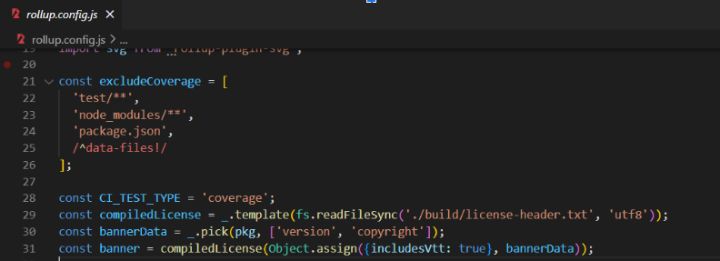 rollup.config.js
rollup.config.js > ...
19 import svg from 'rollup-plugin-svg';
20
21 const excludeCoverage = [
22 'test/**',
23 'node_modules/**',
24 'package.json',
25 /^data-files!/
26 ];
27
28 const CI_TEST_TYPE = 'coverage';
29 const compiledLicense = _.template(fs.readFileSync('./build/license-header.txt', 'utf8'));
30 const bannerData = _.pick(pkg, ['version', 'copyright']);
31 const banner = compiledLicense(Object.assign({includesVtt: true}, bannerData));